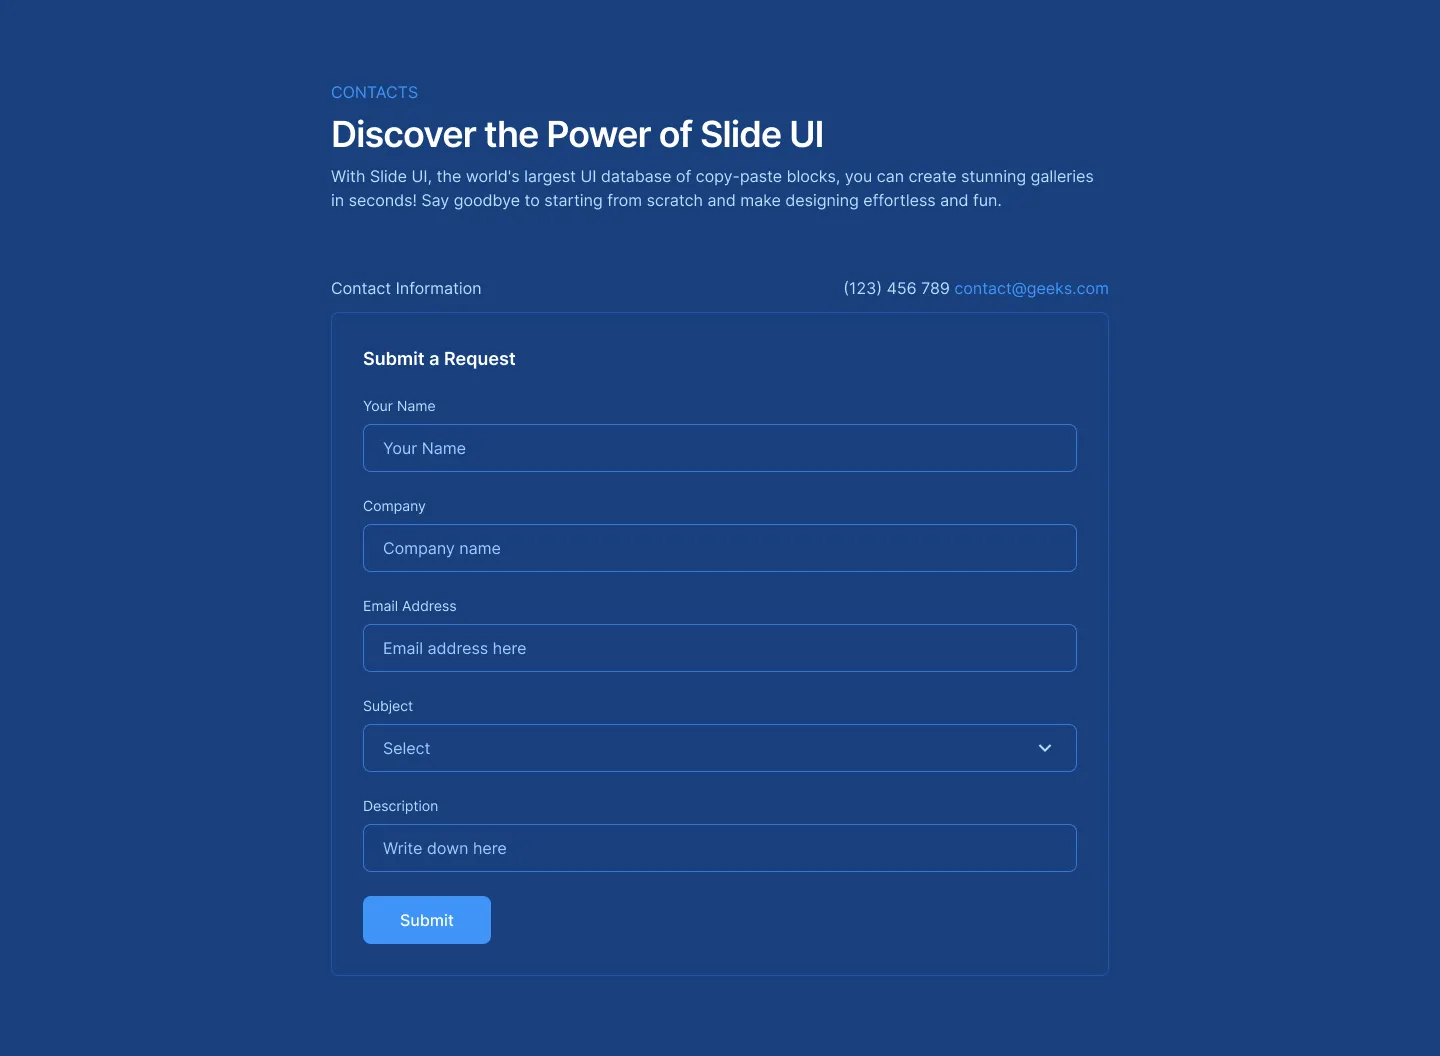 CONTACTS
Discover the Power of Slide UI
With Slide UI, the world's largest UI database of copy-paste blocks, you can create stunning galleries
in seconds! Say goodbye to starting from scratch and make designing effortless and fun.
Contact Information
(123) 456 789 contact@geeks.com
Submit a Request
Your Name
Your Name
Company
Company name
Email Address
Email address here
Subject
Select
Description
Write down here
Submit